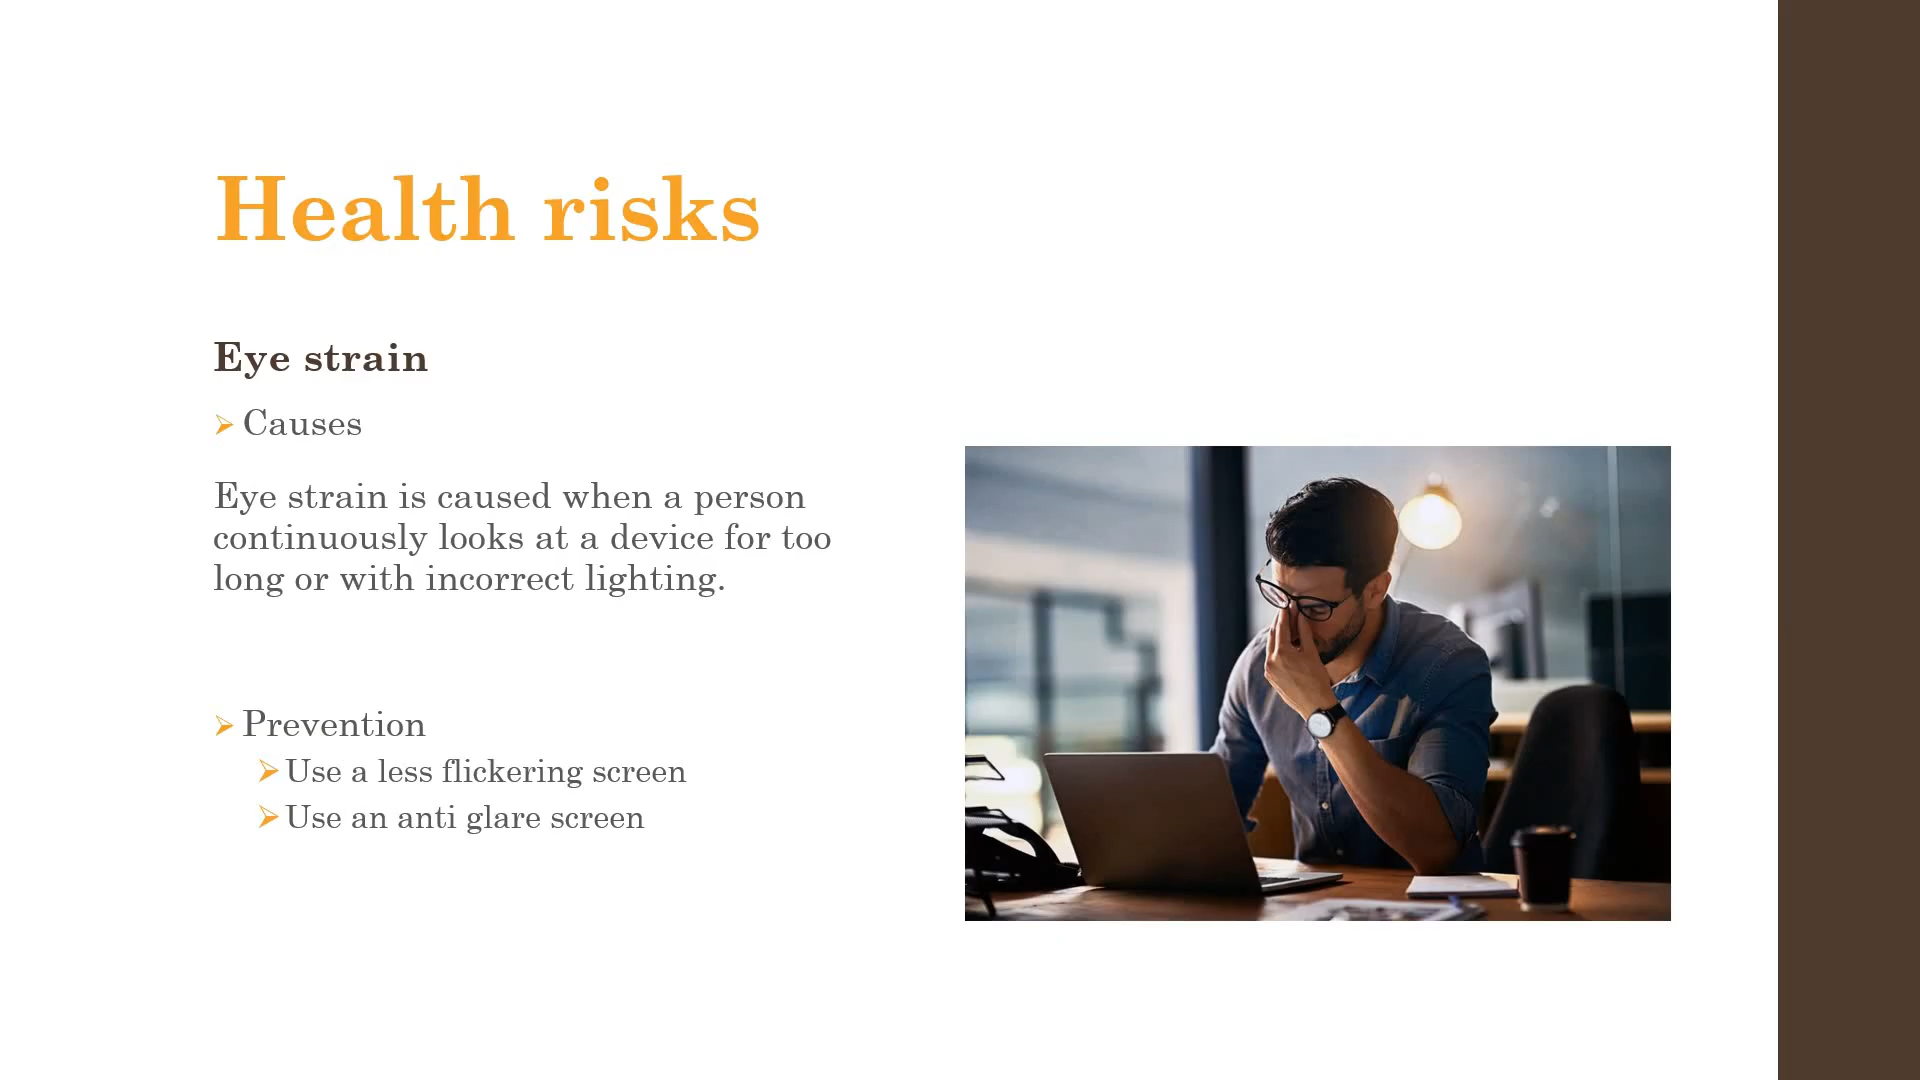 Health risks
Eye strain
Causes
Eye strain is caused when a person
continuously looks at a device for too
long or with incorrect lighting.
Prevention
Use a less flickering screen
Use an anti glare screen